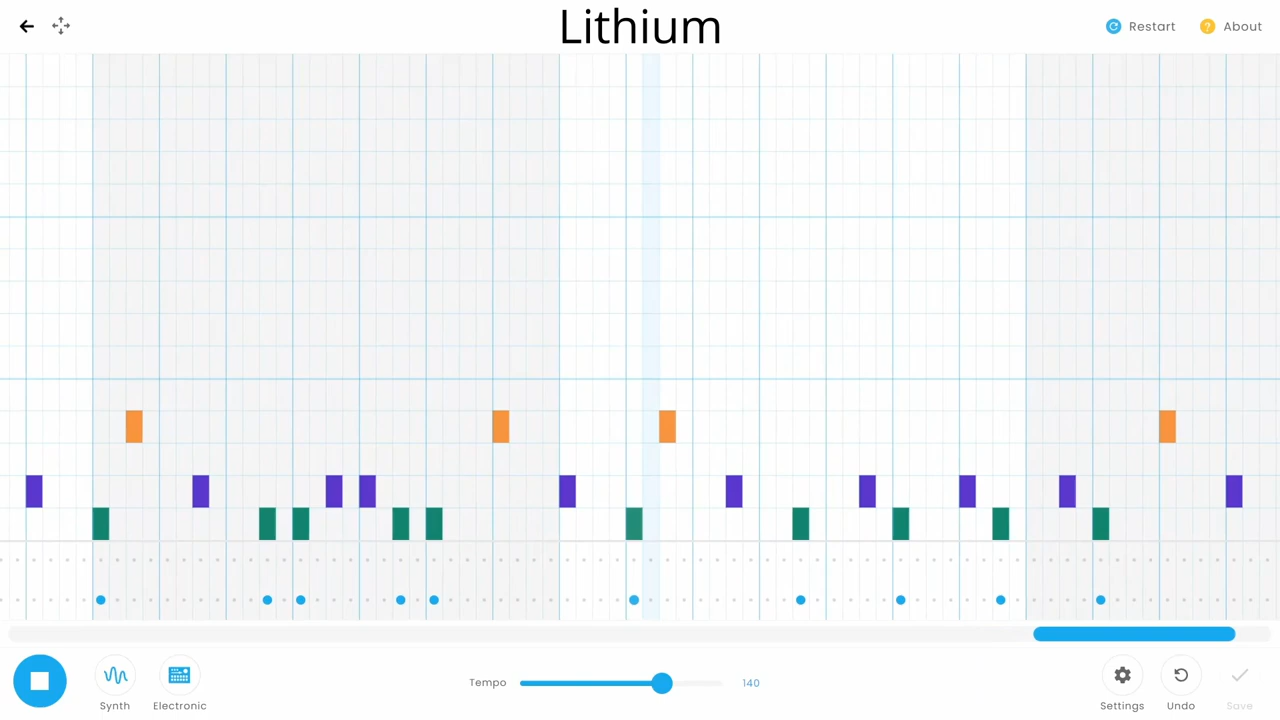 Lithium
Restart
? About
Synth
Electronic
Tempo
140
Settings
Undo
Save